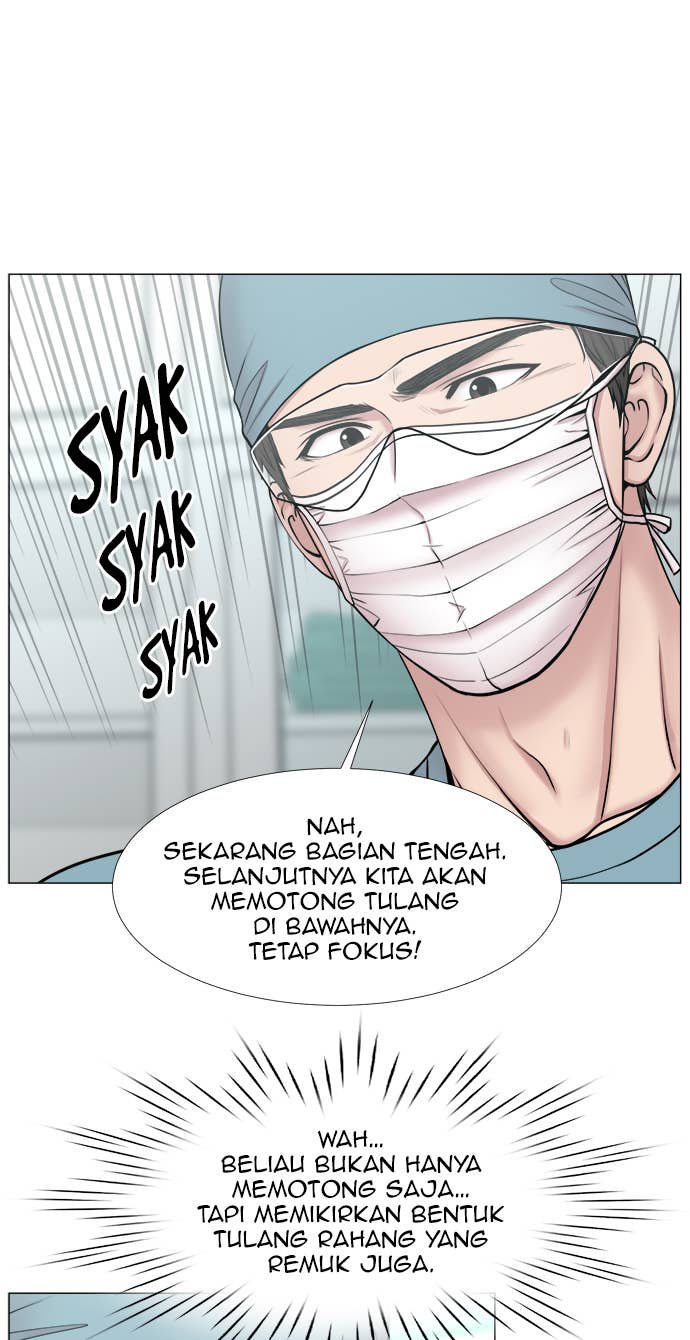 SYAK
SYAK
SYAK
NAH,
SEKARANG BAGIAN TENGAH.
SELANJUTNYA KITA AKAN
MEMOTONG TULANG
DI BAWAHNYA.
TETAP FOKUS!
WAH...
BELIAU BUKAN HANYA
MEMOTONG SAJA...
TAPI MEMIKIRKAN BENTUK
TULANG RAHANG YANG
REMUK JUGA.